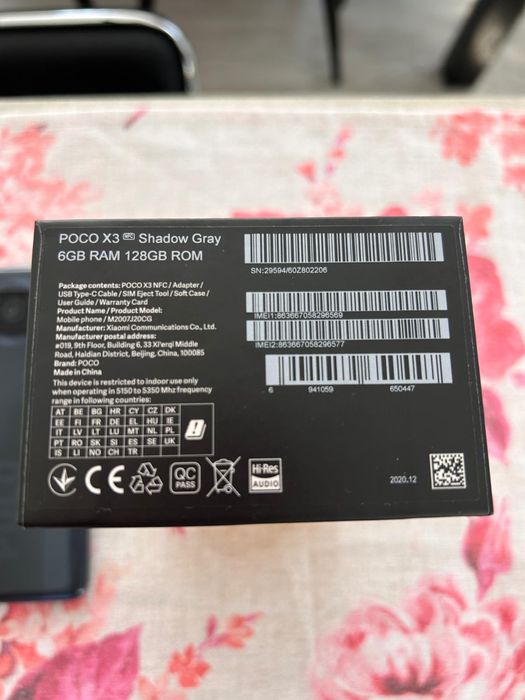 POCO X3 NFC Shadow Gray
6GB RAM 128GB ROM
SN:29594/60Z802206
Package contents: POCO X3 NFC / Adapter /
USB Type-C Cable / SIM Eject Tool / Soft Case /
User Guide / Warranty Card
Product Name / Product Model:
Mobile phone / M2007J20CG
Manufacturer: Xiaomi Communications Co., Ltd.
Manufacturer postal address:
#019, 9th Floor, Building 6, 33 Xi'erqi Middle
Road, Haidian District, Beijing, China, 100085
Brand: POCO
Made in China
IMEI1:863667058296569
IMEI2:863667058296577
6 941059 650447
This device is restricted to indoor use only
when operating in 5150 to 5350 Mhz frequency
range in following countries:
AT BE BG HR CY CZ DK
EE FI FR DE EL HU IE
IT LV LT LU MT NL PL
PT RO SK SI ES SE UK
IS LI NO CH TR
CE
QC
PASS
Hi-Res
AUDIO
2020.12